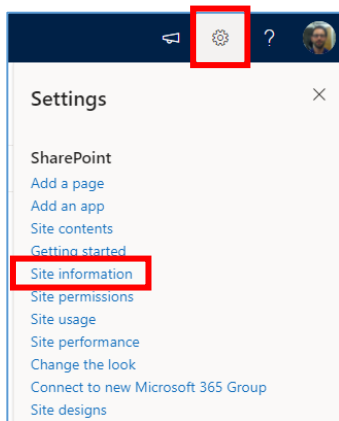 ?
Settings
SharePoint
Add a page
Add an app
Site contents
Getting started
Site information
Site permissions
Site usage
Site performance
Change the look
Connect to new Microsoft 365 Group
Site designs